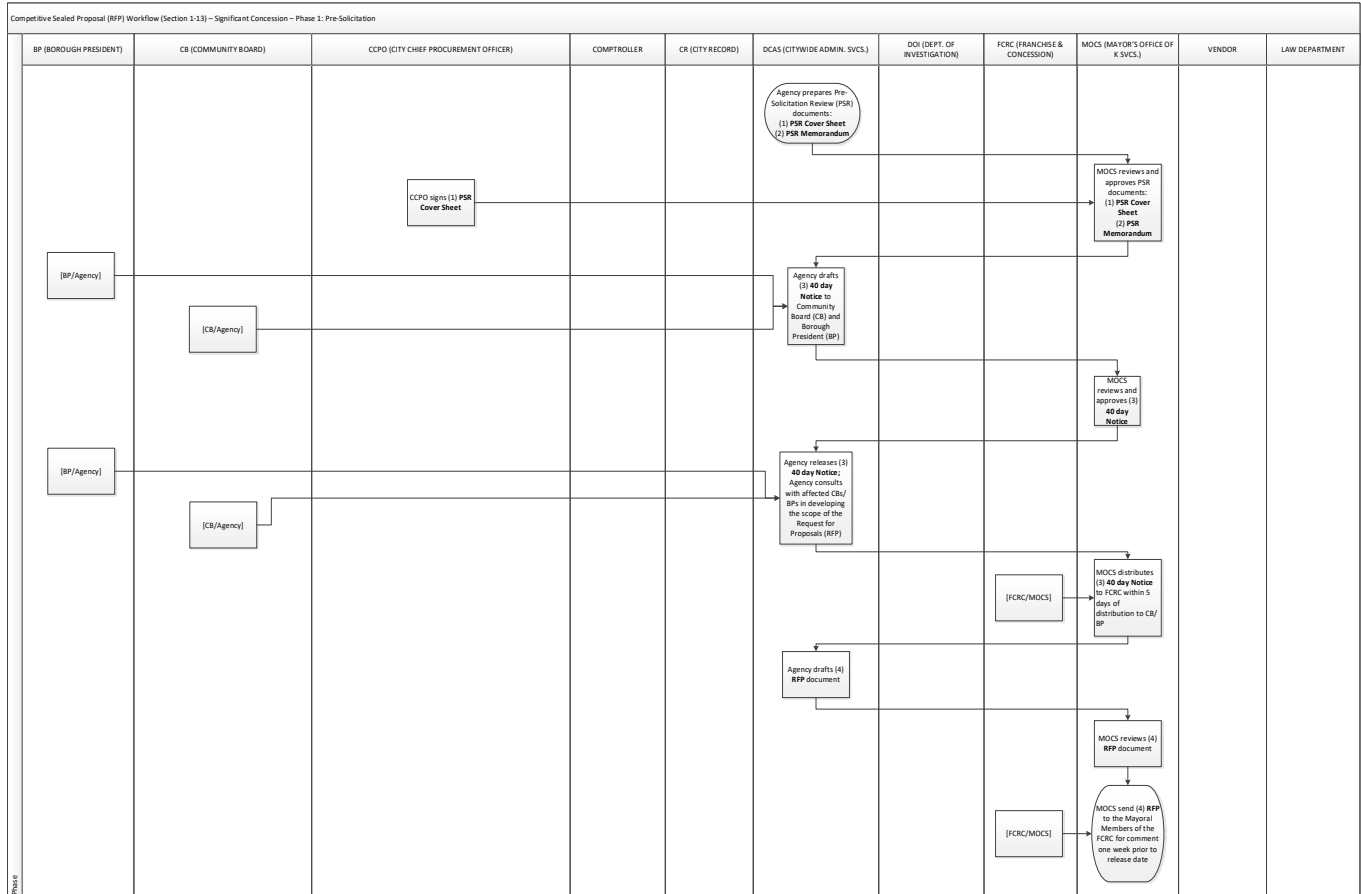 Competitive Sealed Proposal (RFP) Workflow (Section 1-13) – Significant Concession – Phase 1: Pre-Solicitation
BP (BOROUGH PRESIDENT)
CB (COMMUNITY BOARD)
CCPO (CITY CHIEF PROCUREMENT OFFICER)
COMPTROLLER
CR (CITY RECORD)
DCAS (CITYWIDE ADMIN. SVCS.)
DOI (DEPT. OF
INVESTIGATION)
FCRC (FRANCHISE &
CONCESSION)
MOCS (MAYOR'S OFFICE OF
K SVCS.)
VENDOR
LAW DEPARTMENT
Agency prepares Pre-
Solicitation Review (PSR)
documents:
(1) PSR Cover Sheet
(2) PSR Memorandum
MOCS reviews and
approves PSR
documents:
(1) PSR Cover
Sheet
(2) PSR
Memorandum
CCPO signs (1) PSR
Cover Sheet
[BP/Agency]
[CB/Agency]
Agency drafts
(3) 40 day
Notice to
Community
Board (CB) and
Borough
President (BP)
MOCS
reviews and
approves (3)
40 day
Notice
[BP/Agency]
[CB/Agency]
Agency releases (3)
40 day Notice;
Agency consults
with affected CBs/
BPs in developing
the scope of the
Request for
Proposals (RFP)
[FCRC/MOCS]
MOCS distributes
(3) 40 day Notice
to FCRC within 5
days of
distribution to CB/
BP
Agency drafts (4)
RFP document
MOCS reviews (4)
RFP document
[FCRC/MOCS]
MOCS send (4) RFP
to the Mayoral
Members of the
FCRC for comment
one week prior to
release date
Phase